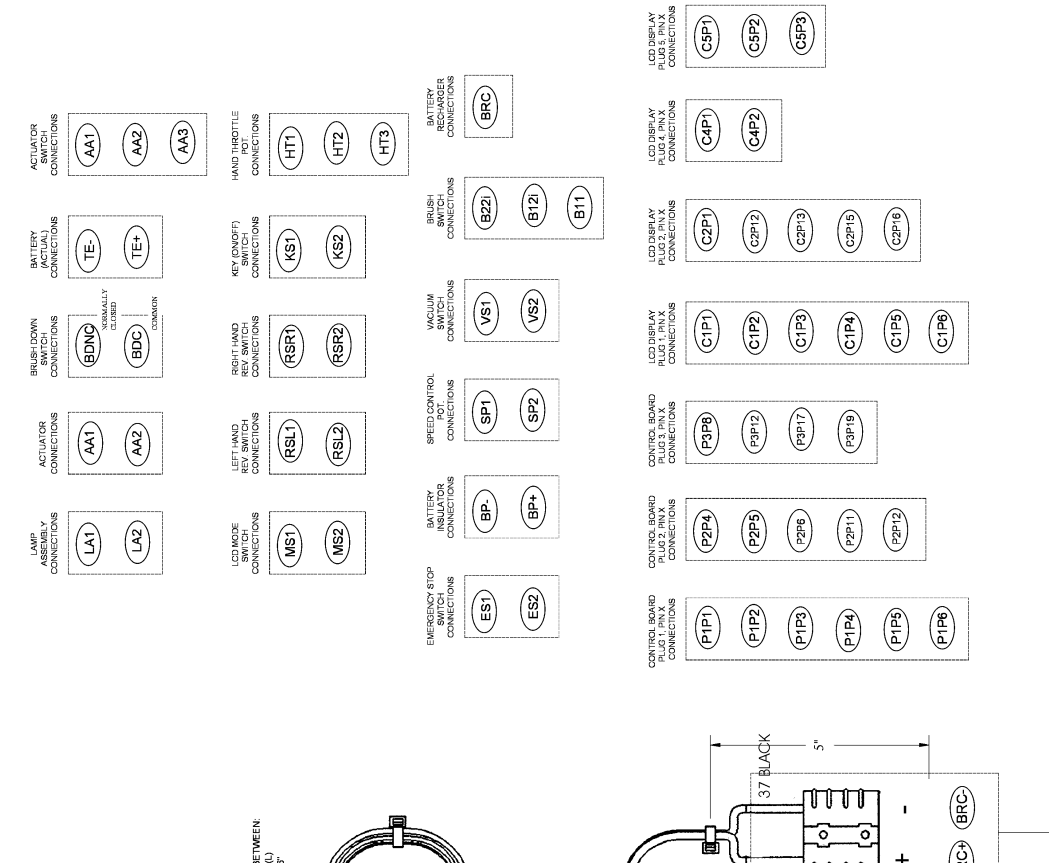 LAMP
ASSEMBLY
CONNECTIONS
LA1
LA2
ACTUATOR
CONNECTIONS
AA1
AA2
BRUSH DOWN
SWITCH
CONNECTIONS
BDNC
NORMALLY
CLOSED
BDC
COMMON
BATTERY
(ACTUAL)
CONNECTIONS
TE-
TE+
ACTUATOR
SWITCH
CONNECTIONS
AA1
AA2
AA3
LCD MODE
SWITCH
CONNECTIONS
MS1
MS2
LEFT HAND
REV. SWITCH
CONNECTIONS
RSL1
RSL2
RIGHT HAND
REV. SWITCH
CONNECTIONS
RSR1
RSR2
KEY (ON/OFF)
SWITCH
CONNECTIONS
KS1
KS2
HAND THROTTLE
POT.
CONNECTIONS
HT1
HT2
HT3
EMERGENCY STOP
SWITCH
CONNECTIONS
ES1
ES2
BATTERY
INSULATOR
CONNECTIONS
BP-
BP+
SPEED CONTROL
POT.
CONNECTIONS
SP1
SP2
VACUUM
SWITCH
CONNECTIONS
VS1
VS2
BRUSH
SWITCH
CONNECTIONS
B22i
B12i
B11
BATTERY
RECHARGER
CONNECTIONS
BRC
CONTROL BOARD
PLUG 1, PIN X
CONNECTIONS
P1P1
P1P2
P1P3
P1P4
P1P5
P1P6
CONTROL BOARD
PLUG 2, PIN X
CONNECTIONS
P2P4
P2P5
P2P6
P2P11
P2P12
CONTROL BOARD
PLUG 3, PIN X
CONNECTIONS
P3P8
P3P12
P3P17
P3P19
LCD DISPLAY
PLUG 1, PIN X
CONNECTIONS
C1P1
C1P2
C1P3
C1P4
C1P5
C1P6
LCD DISPLAY
PLUG 2, PIN X
CONNECTIONS
C2P1
C2P12
C2P13
C2P15
C2P16
LCD DISPLAY
PLUG 4, PIN X
CONNECTION
C4P1
C4P2
LCD DISPLAY
PLUG 5, PIN X
CONNECTIONS
C5P1
C5P2
C5P3
ETWEEN:
(L)
37 BLACK
5"
-
+
BRC-
RC+